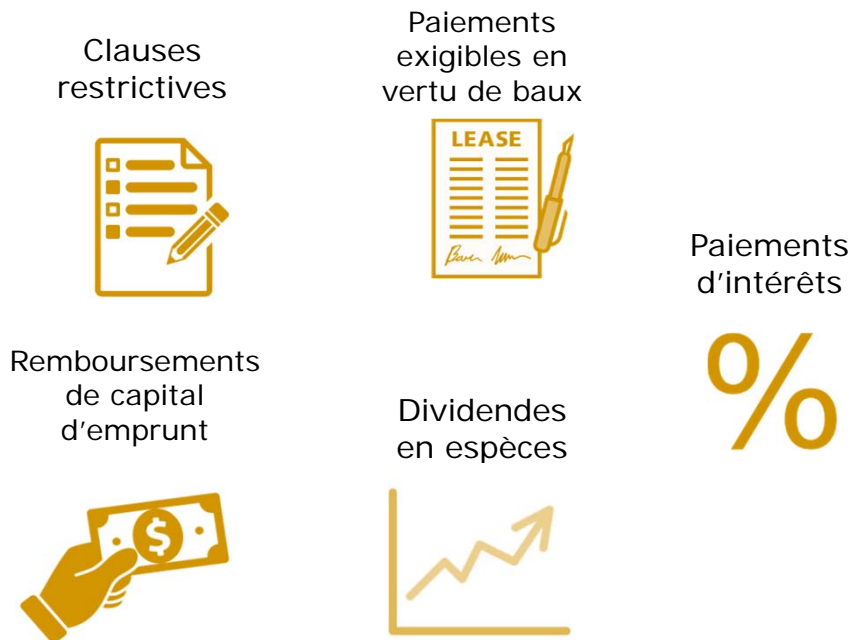 Clauses
restrictives
Paiements
exigibles en
vertu de baux
LEASE
Paiements
d'intérêts
%
Remboursements
de capital
d'emprunt
$
Dividendes
en espèces